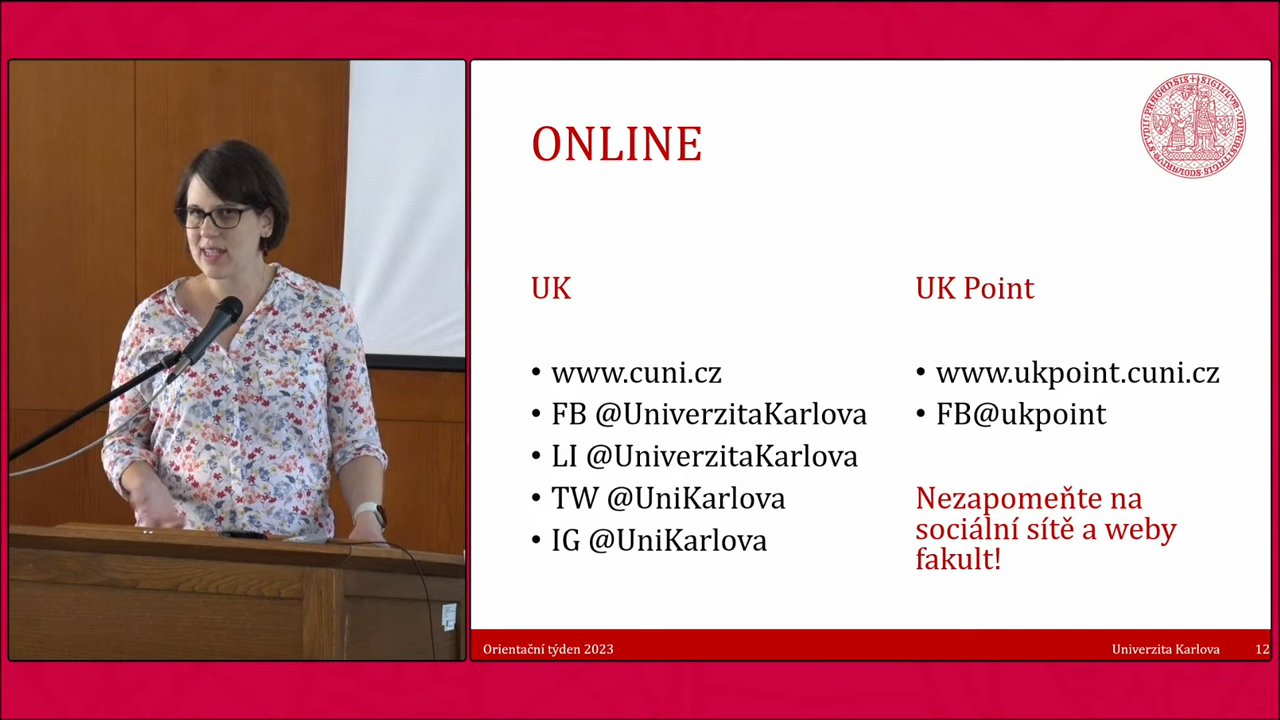 ONLINE
UK
• www.cuni.cz
• FB @UniverzitaKarlova
• LI @UniverzitaKarlova
• TW @UniKarlova
• IG @UniKarlova
UK Point
• www.ukpoint.cuni.cz
• FB@ukpoint
Nezapomeňte na
sociální sítě a weby
fakult!
Orientační týden 2023
Univerzita Karlova
12